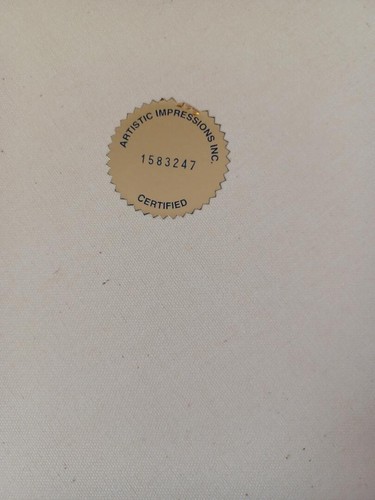 ARTISTIC IMPRESSIONS INC.
1583247
CERTIFIED